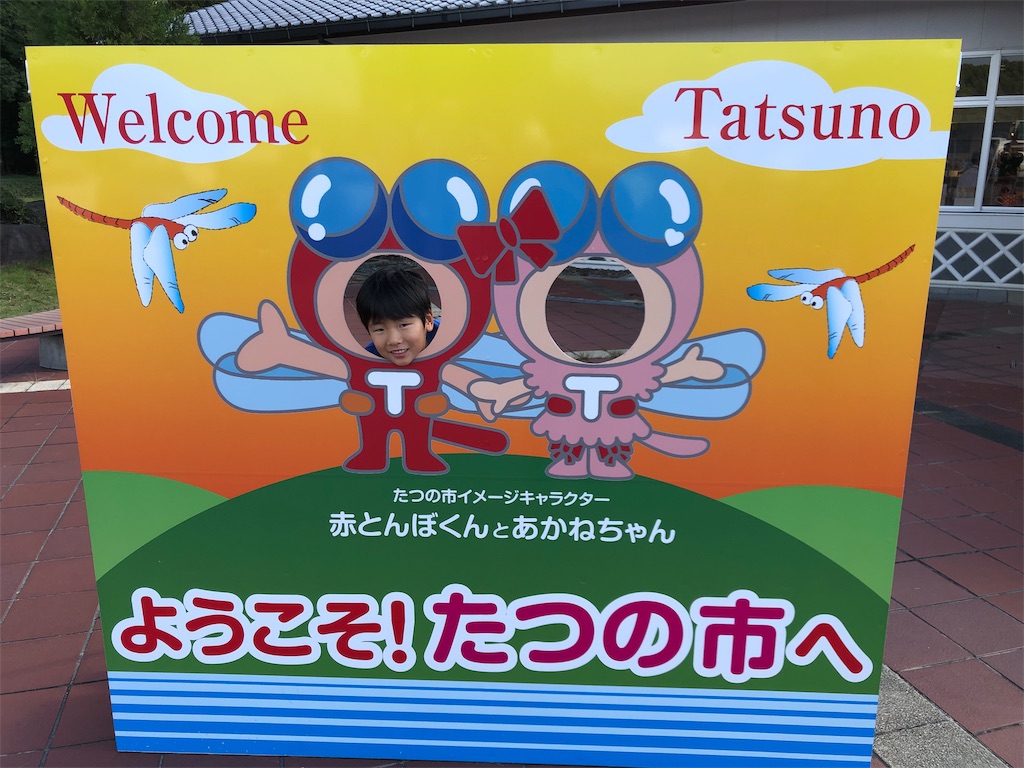 Welcome
Tatsuno
T
T
たつの市イメージキャラクター
赤とんぼくんとあかねちゃん
ようこそ!たつの市へ